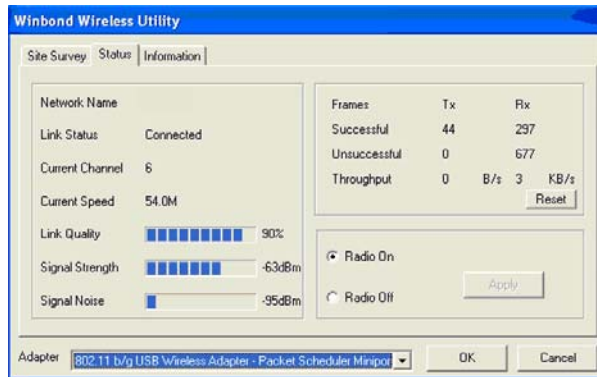 Winbond Wireless Utility
Site Survey Status Information
Network Name
Link Status Connected
Current Channel 6
Current Speed 54.0M
Link Quality 90%
Signal Strength -63dBm
Signal Noise -95dBm
Frames Tx Rx
Successful 44 297
Unsuccessful 0 677
Throughput 0 B/s 3 KB/s
Reset
Radio On
Radio Off
Apply
Adapter 802.11 b/g USB Wireless Adapter - Packet Scheduler Minipor
OK Cancel